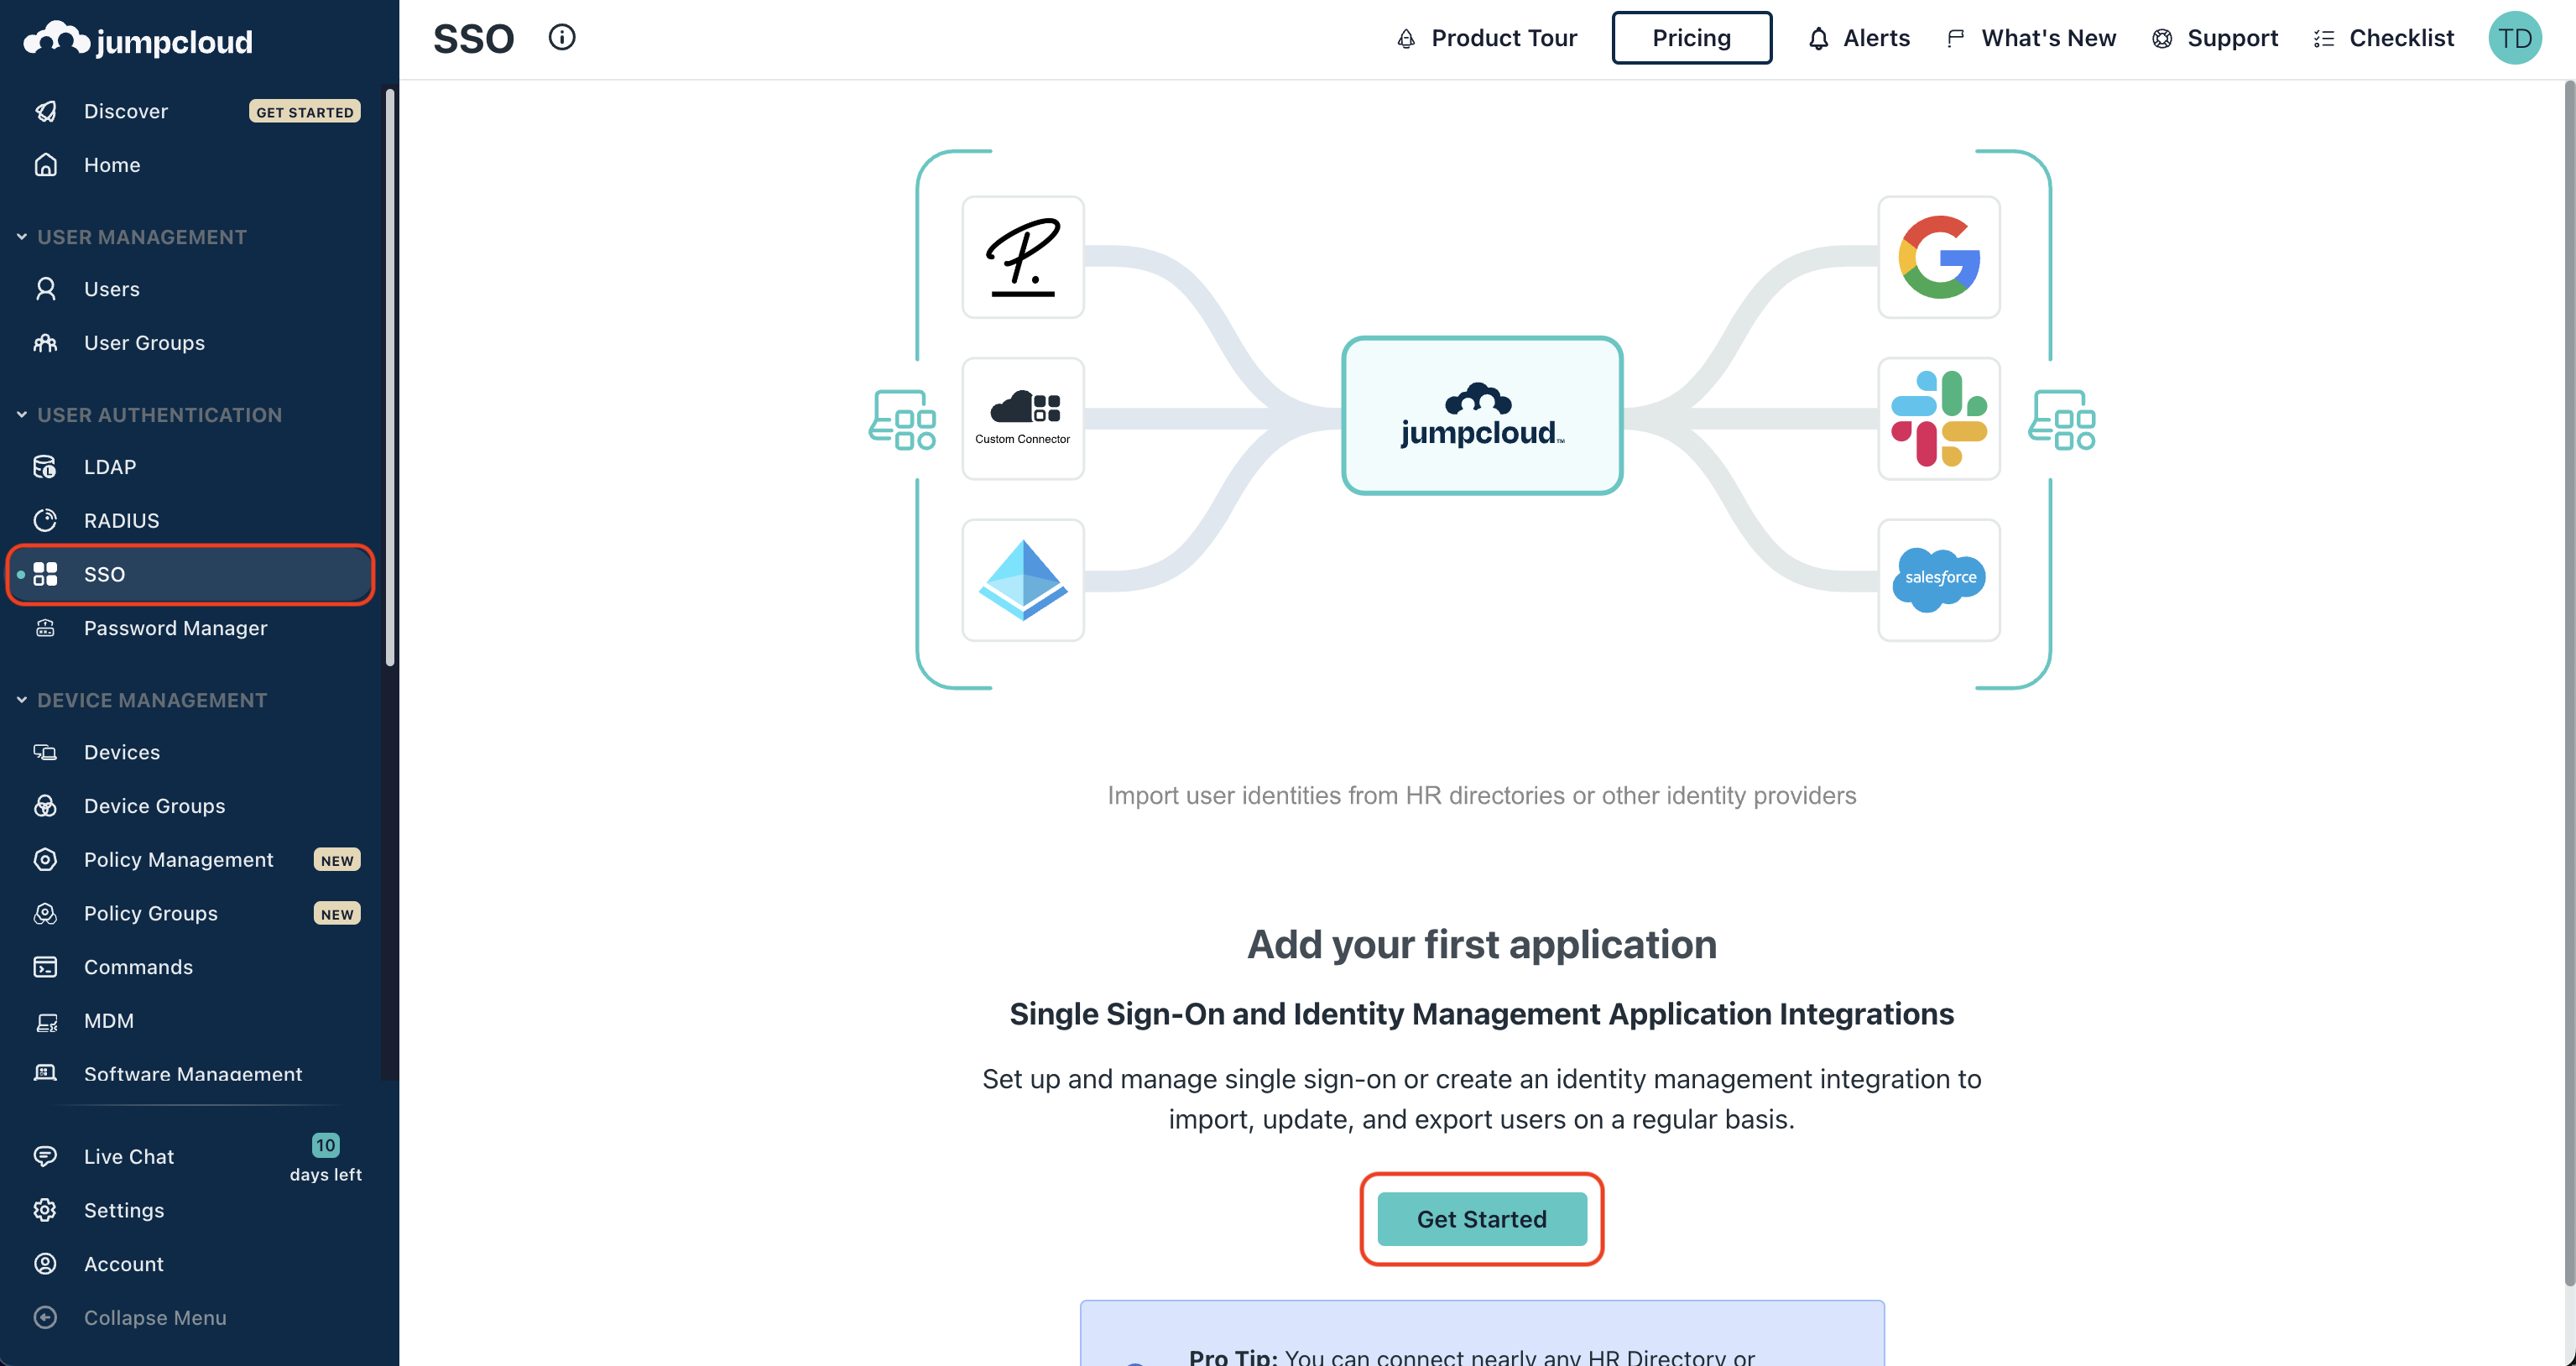 jumpcloud
SSO
Product Tour
Pricing
Alerts
What's New
Support
Checklist
TD
Discover
GET STARTED
Home
USER MANAGEMENT
Users
User Groups
USER AUTHENTICATION
LDAP
RADIUS
SSO
Password Manager
DEVICE MANAGEMENT
Devices
Device Groups
Policy Management
NEW
Policy Groups
NEW
Commands
MDM
Software Management
Live Chat
10
days left
Settings
Account
Collapse Menu
P.
Custom Connector
jumpcloud™
G
salesforce
Import user identities from HR directories or other identity providers
Add your first application
Single Sign-On and Identity Management Application Integrations
Set up and manage single sign-on or create an identity management integration to
import, update, and export users on a regular basis.
Get Started
Pro Tip: You can connect nearly any HR Directory or